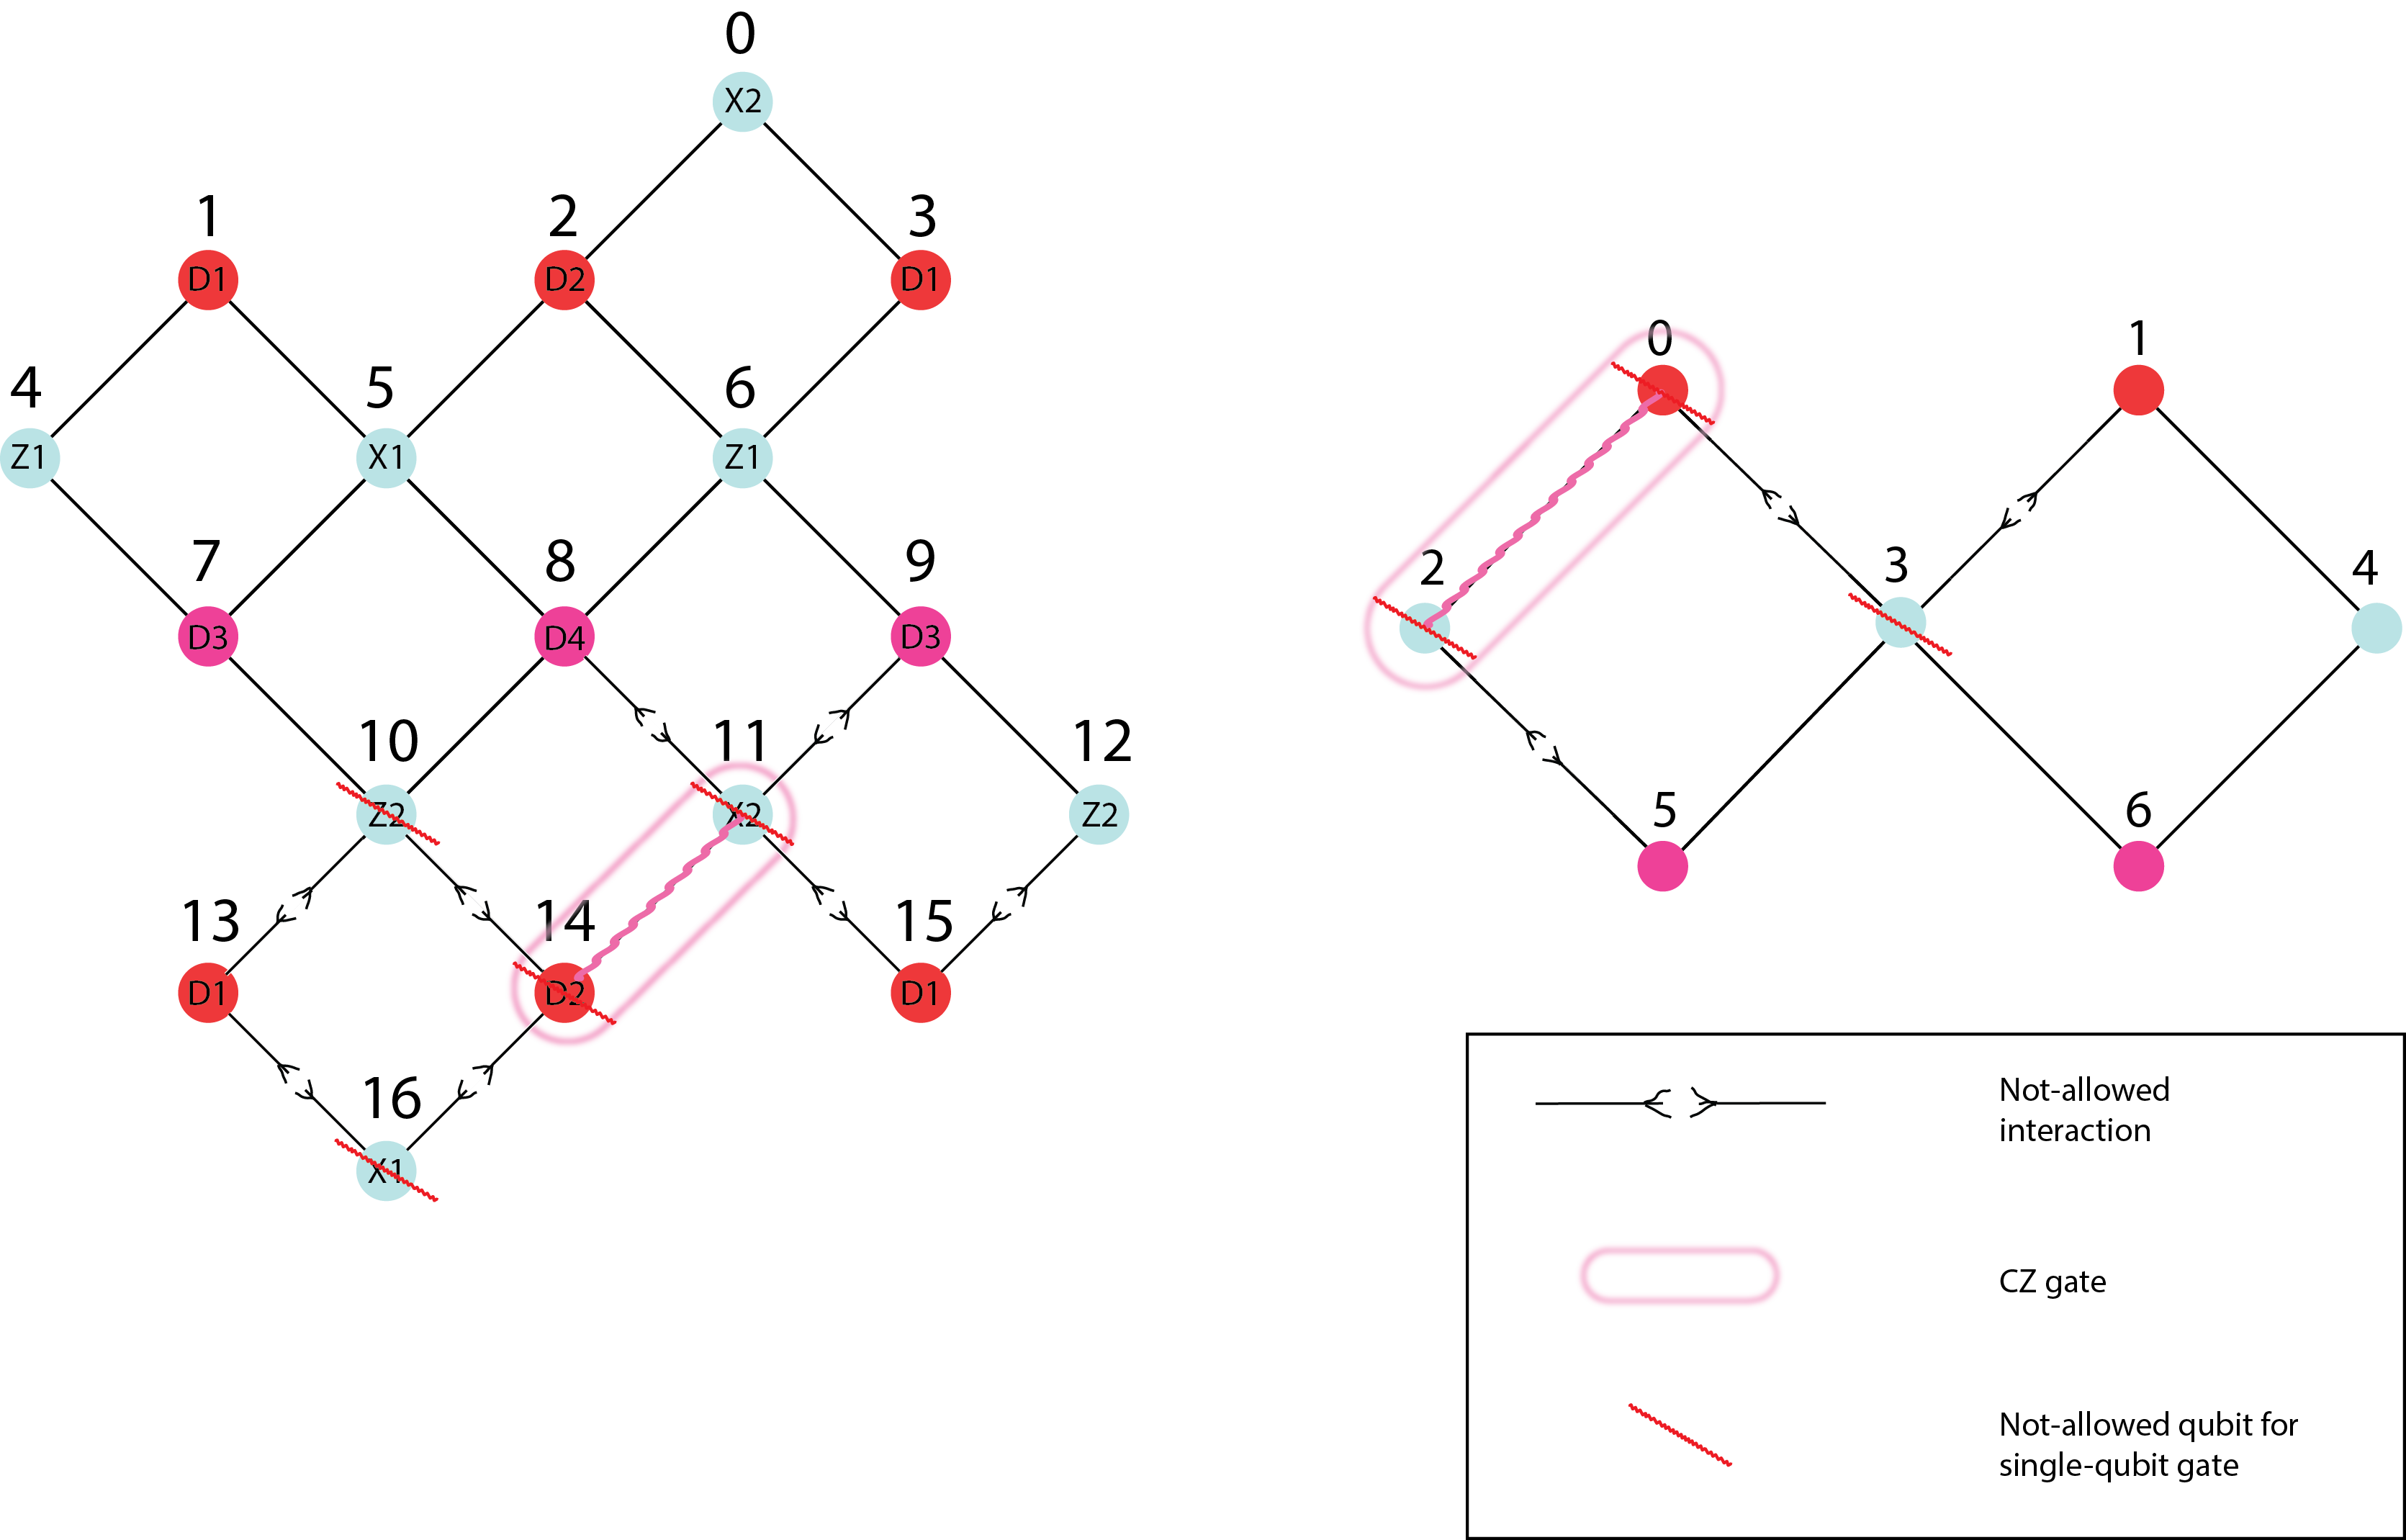 0
X2
1
2
3
D1
D2
D1
0
1
4
5
6
Z1
X1
Z1
7
8
9
2
3
4
D3
D4
D3
10
11
12
5
6
Z2
X2
Z2
13
14
15
D1
D2
D1
16
X1
Not-allowed
interaction
CZ gate
Not-allowed qubit for
single-qubit gate